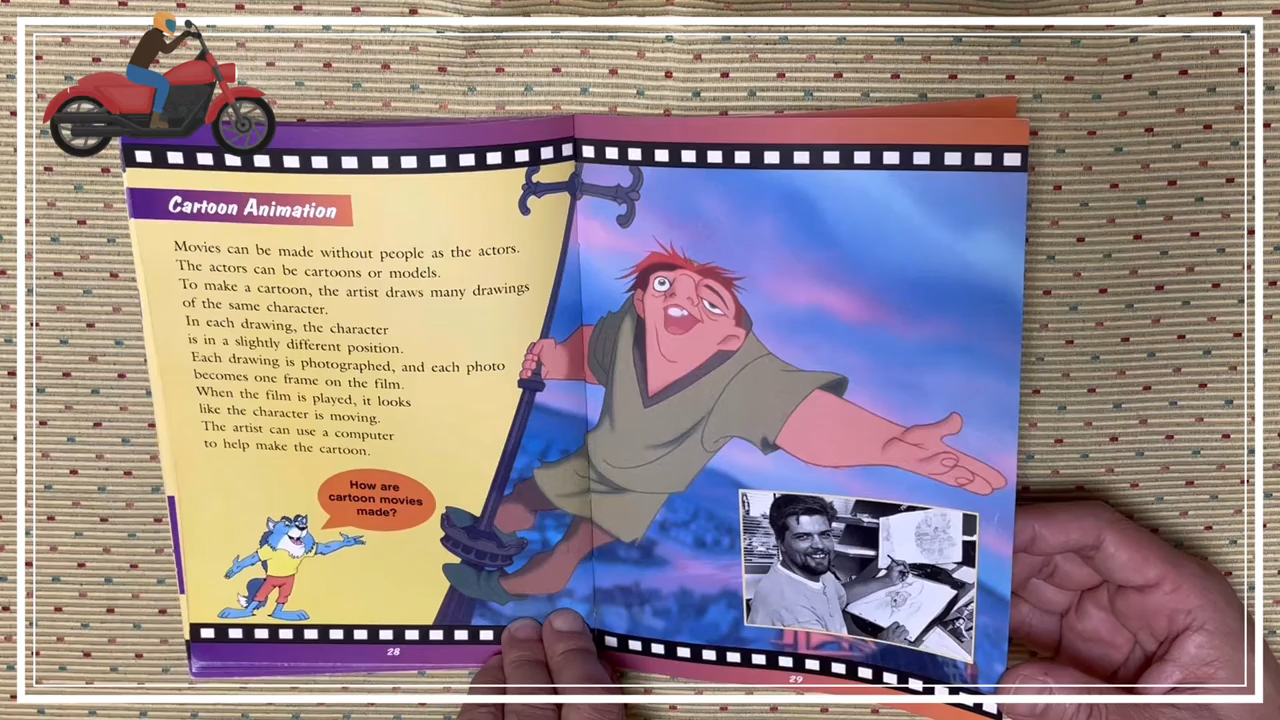 Cartoon Animation
Movies can be made without people as the actors.
The actors can be cartoons or models.
To make a cartoon, the artist draws many drawings
of the same character.
In each drawing, the character
is in a slightly different position.
Each drawing is photographed, and each photo
becomes one frame on the film.
When the film is played, it looks
like the character is moving.
The artist can use a computer
to help make the cartoon.
How are
cartoon movies
made?
28
29